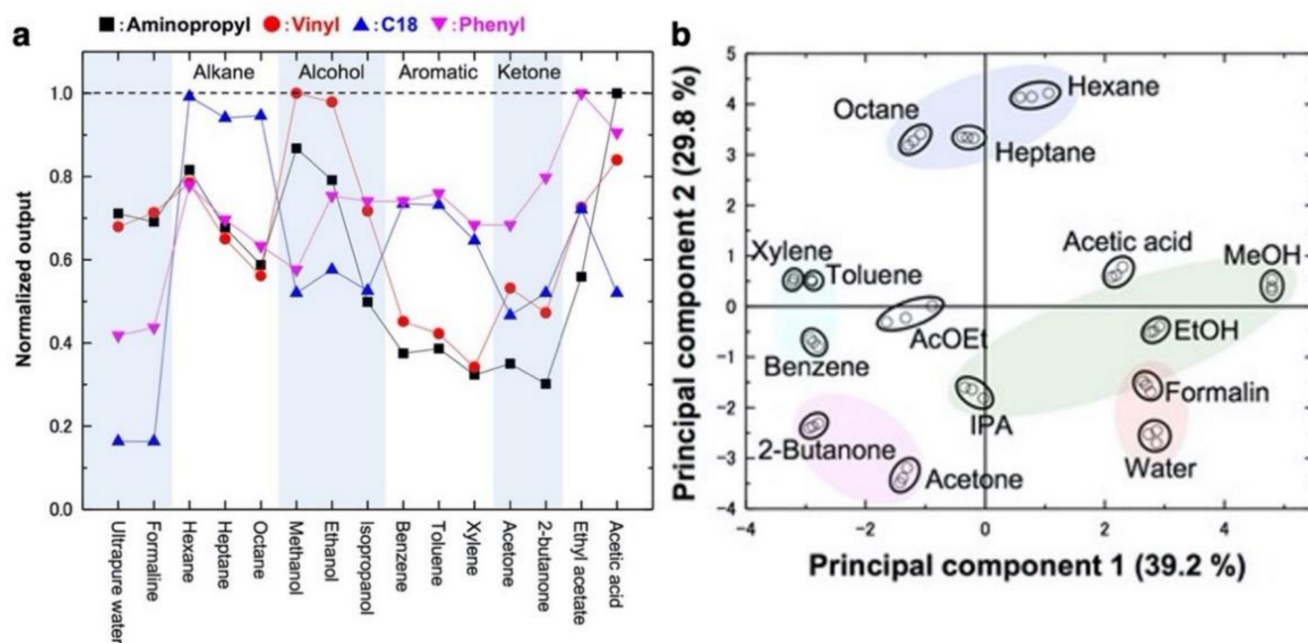 a
■:Aminopropyl ●:Vinyl ▲:C18 ▼:Phenyl
Alkane Alcohol Aromatic Ketone
Normalized output
1.0
0.8
0.6
0.4
0.2
0.0
Ultrapure water
Formaline
Hexane
Heptane
Octane
Methanol
Ethanol
Isopropanol
Benzene
Toluene
Xylene
Acetone
2-butanone
Ethyl acetate
Acetic acid
b
Principal component 2 (29.8 %)
5
4
3
2
1
0
−1
−2
−3
−4
Hexane
Octane
Heptane
Acetic acid
MeOH
Xylene
Toluene
AcOEt
EtOH
Benzene
Formalin
IPA
2-Butanone
Water
Acetone
−4 −2 0 2 4
Principal component 1 (39.2 %)